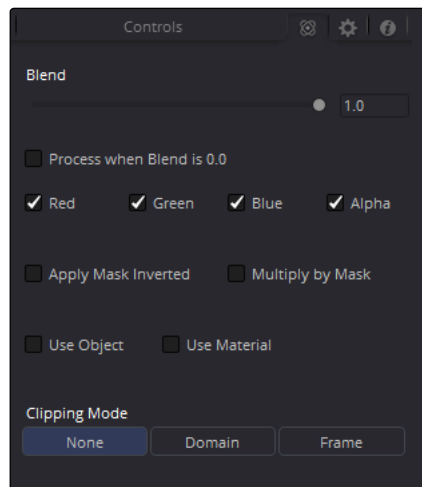 Controls
Blend
1.0
Process when Blend is 0.0
Red Green Blue Alpha
Apply Mask Inverted Multiply by Mask
Use Object Use Material
Clipping Mode
None Domain Frame